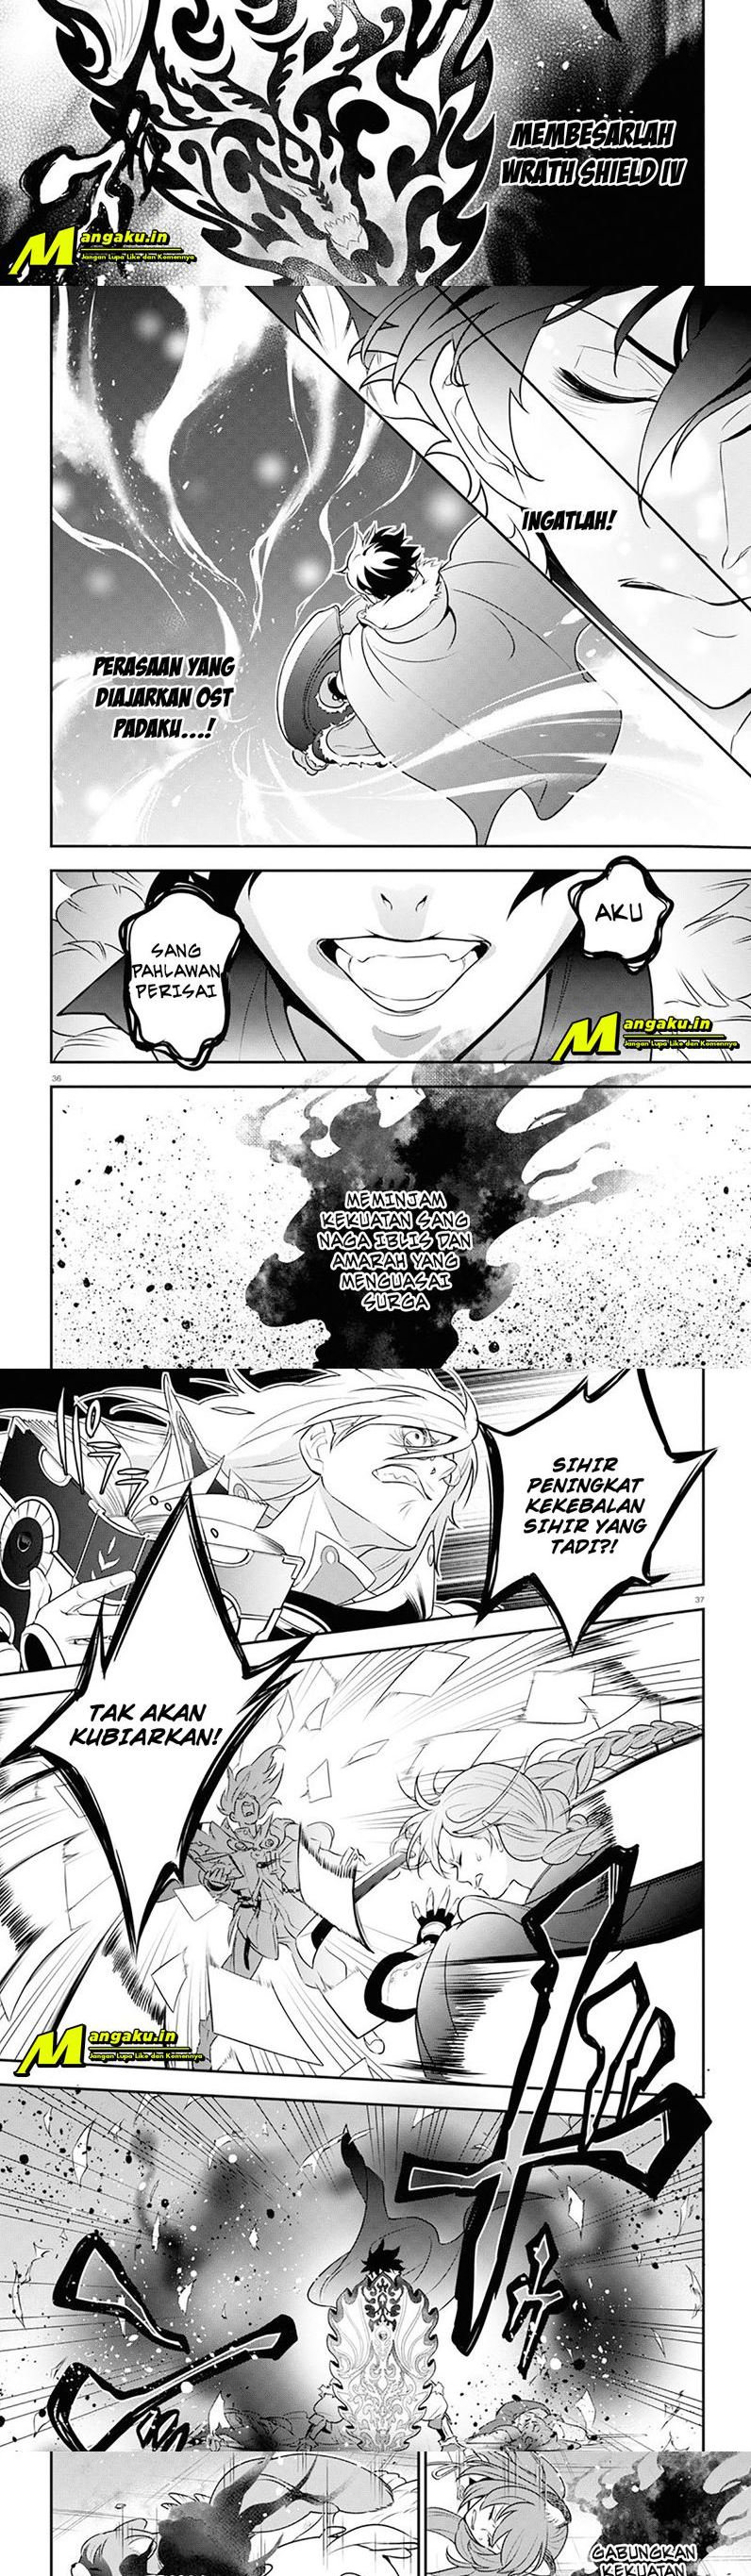 MEMBESARLAH
WRATH SHIELD IV
Mangaku.in
Jangan Lupa Like dan Komennya
INGATLAH!
PERASAAN YANG
DIAJARKAN OST
PADAKU...!
AKU
SANG
PAHLAWAN
PERISAI
Mangaku.in
Jangan Lupa Like dan Komennya
36
MEMINJAM
KEKUATAN SANG
NAGA IBLIS DAN
AMARAH YANG
MENGUASAI
SURGA
SIHIR
PENINGKAT
KEKEBALAN
SIHIR YANG
TADI?!
37
TAK AKAN
KUBIARKAN!
Mangaku.in
Jangan Lupa Like dan Komennya
GABUNGKAN
KEKUATAN